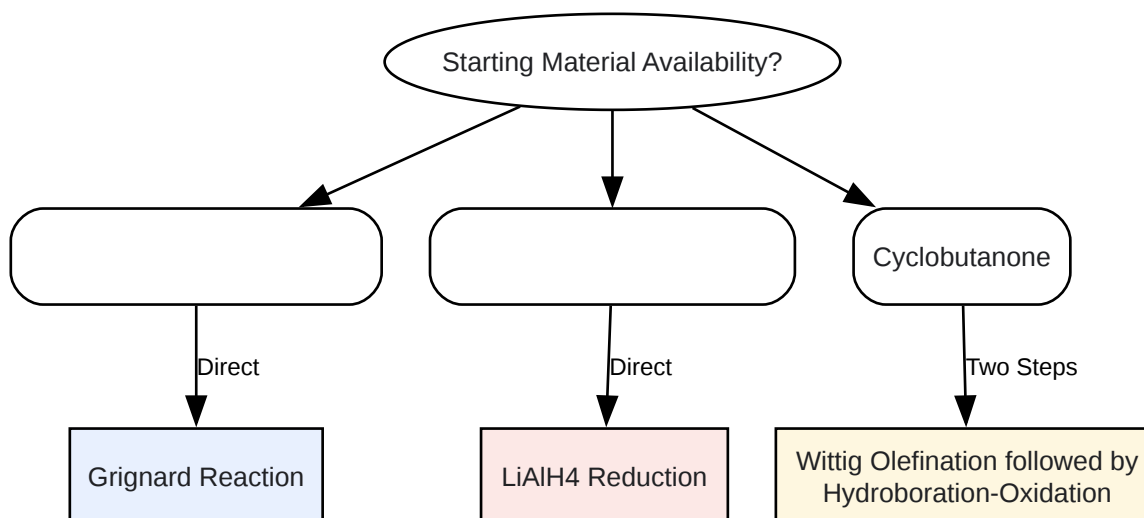 Starting Material Availability?
Cyclobutanone
Direct
Direct
Two Steps
Grignard Reaction
LiAlH4 Reduction
Wittig Olefination followed by
Hydroboration-Oxidation